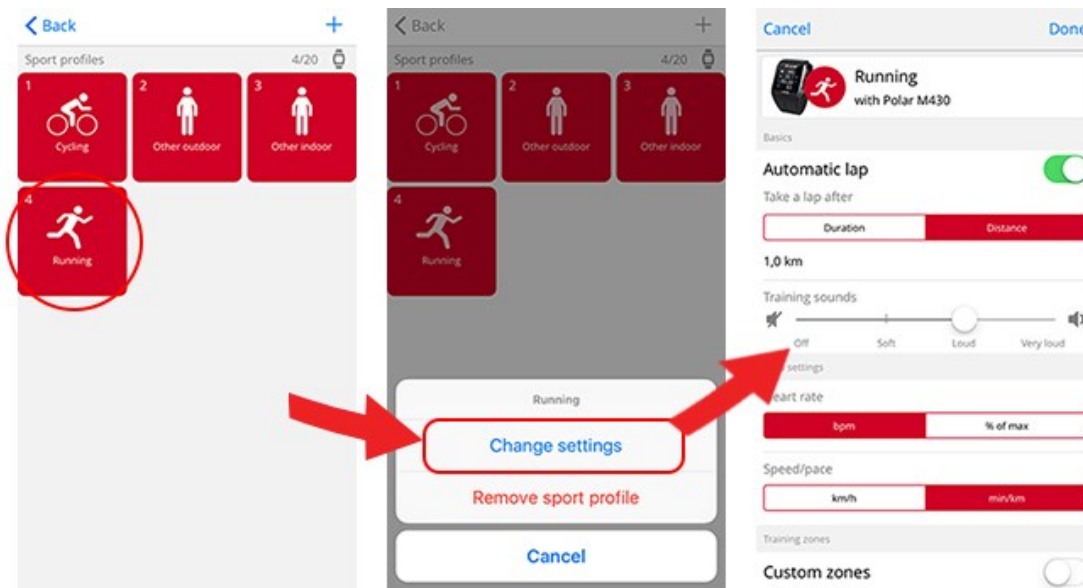 Back
Sport profiles 4/20
1 2 3
Cycling Other outdoor Other indoor
4
Running
Back
Sport profiles 4/20
1 2 3
Cycling Other outdoor Other indoor
4
Running
Running
Change settings
Remove sport profile
Cancel
Cancel Done
Running
with Polar M430
Basics
Automatic lap
Take a lap after
Duration Distance
1,0 km
Training sounds
Off Soft Loud Very loud
settings
eart rate
bpm % of max
Speed/pace
km/h min/km
Training zones
Custom zones